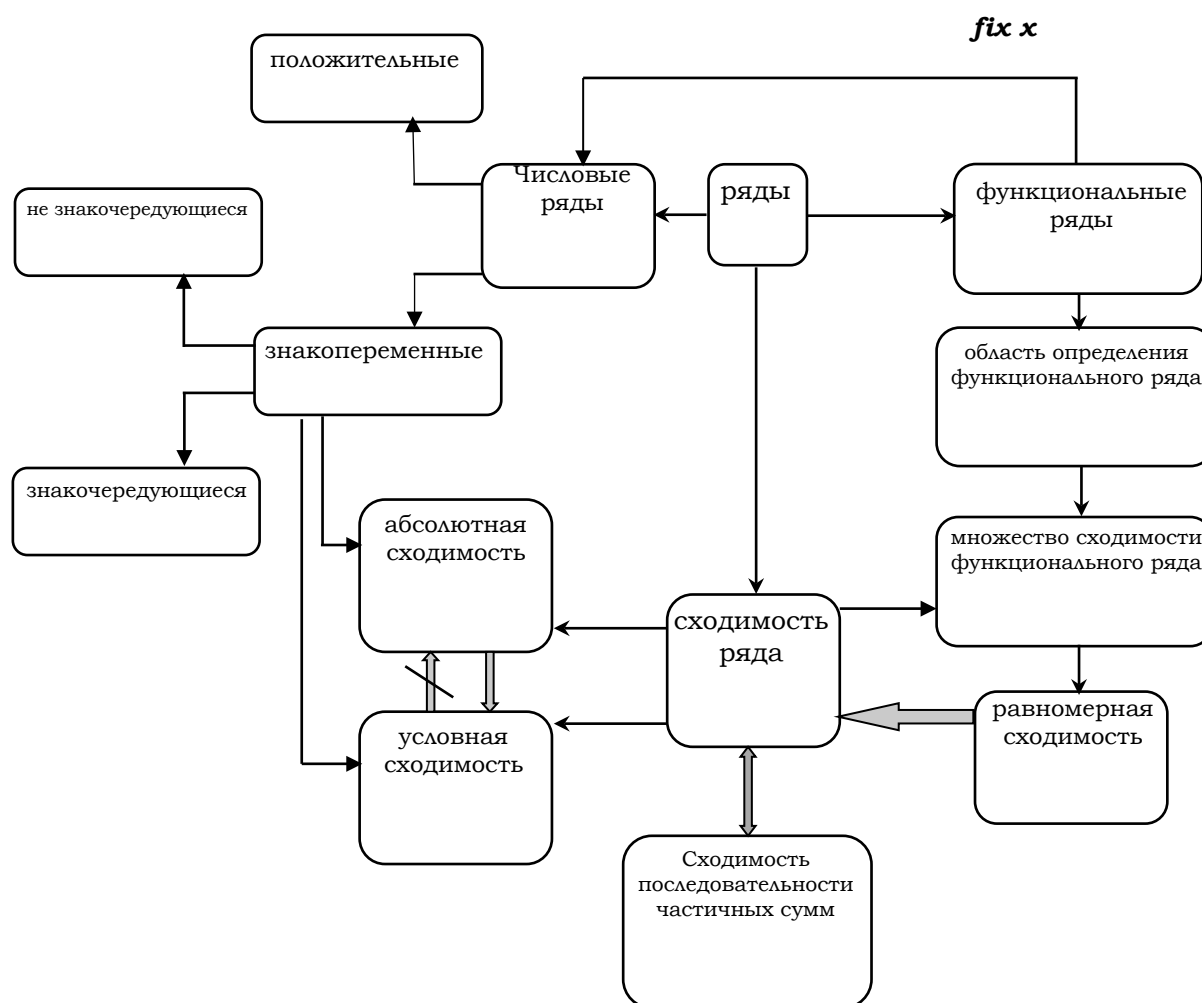 fix x
положительные
Числовые
ряды
ряды
функциональные
ряды
не знакочередующиеся
знакопеременные
область определения
функционального ряда
знакочередующиеся
абсолютная
сходимость
множество сходимости
функционального ряда
сходимость
ряда
условная
сходимость
равномерная
сходимость
Сходимость
последовательности
частичных сумм